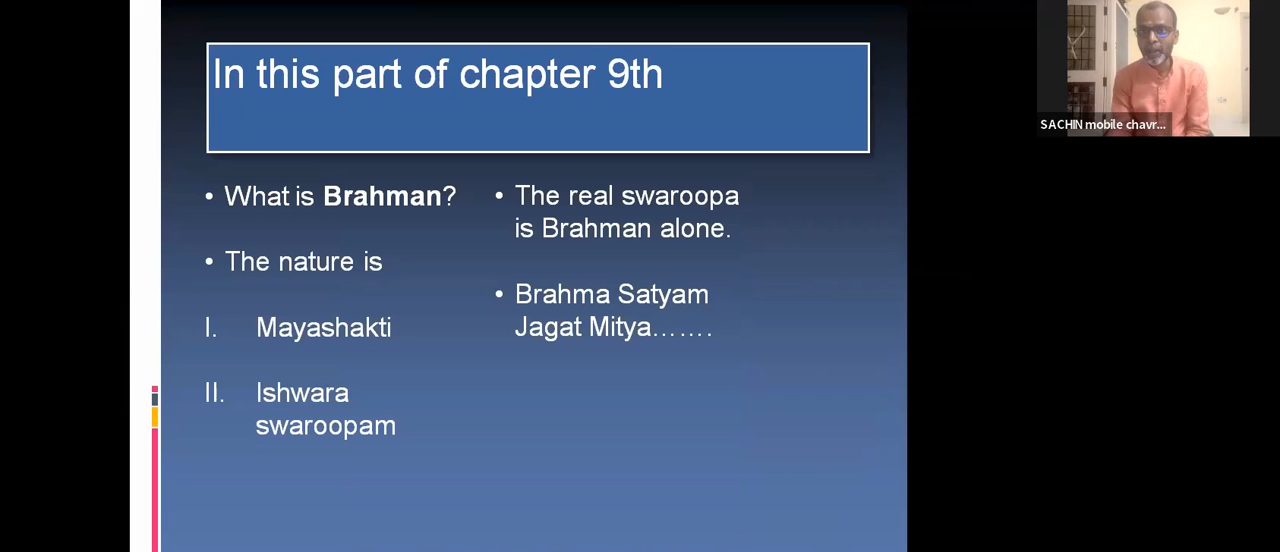 In this part of chapter 9th
• What is Brahman?
• The nature is
I. Mayashakti
II. Ishwara
swaroopam
• The real swaroopa
is Brahman alone.
• Brahma Satyam
Jagat Mitya.......
SACHIN mobile chavr...